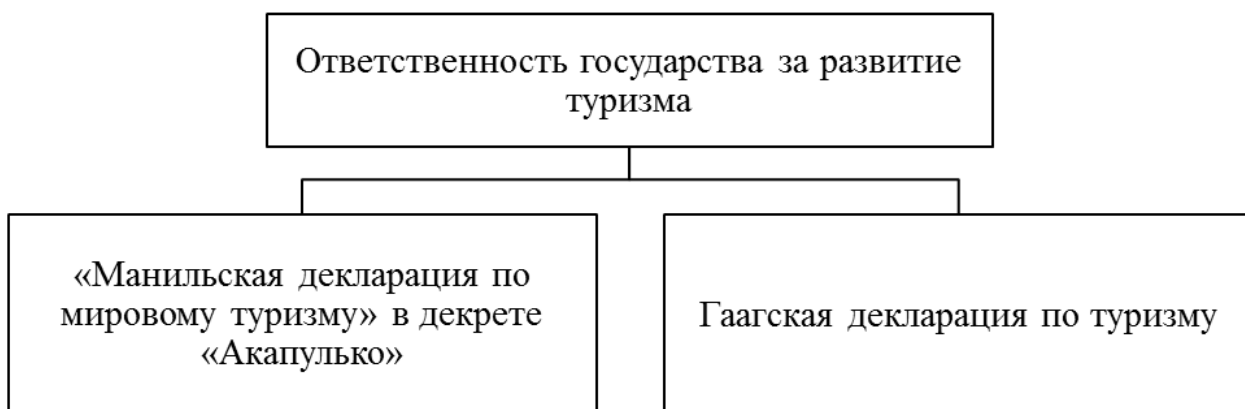 Ответственность государства за развитие
туризма
«Манильская декларация по
мировому туризму» в декрете
«Акапулько»
Гаагская декларация по туризму